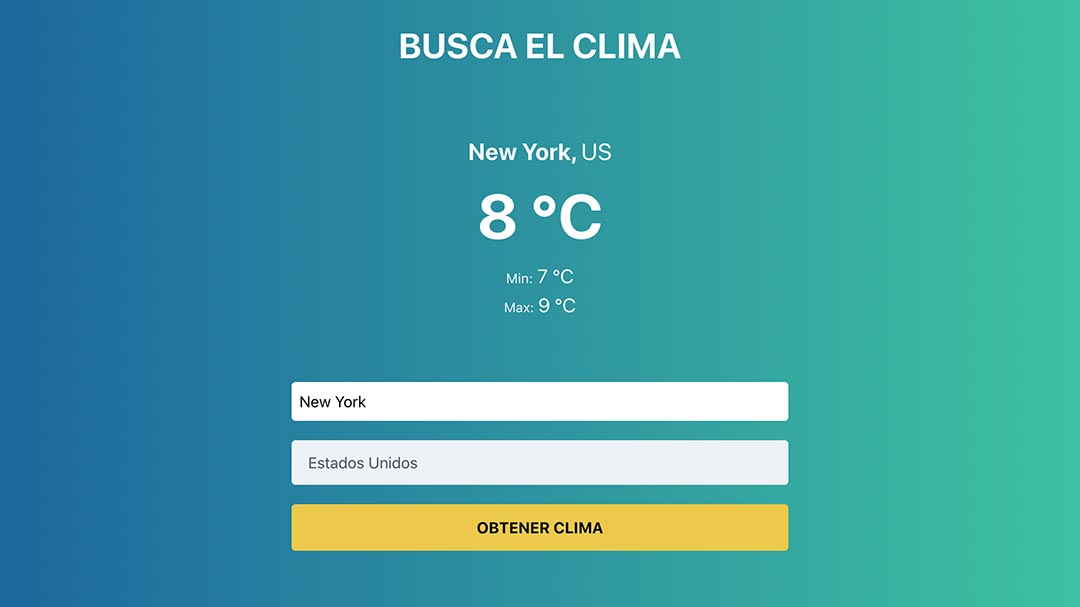 BUSCA EL CLIMA
New York, US
8 °C
Min: 7 °C
Max: 9 °C
New York
Estados Unidos
OBTENER CLIMA